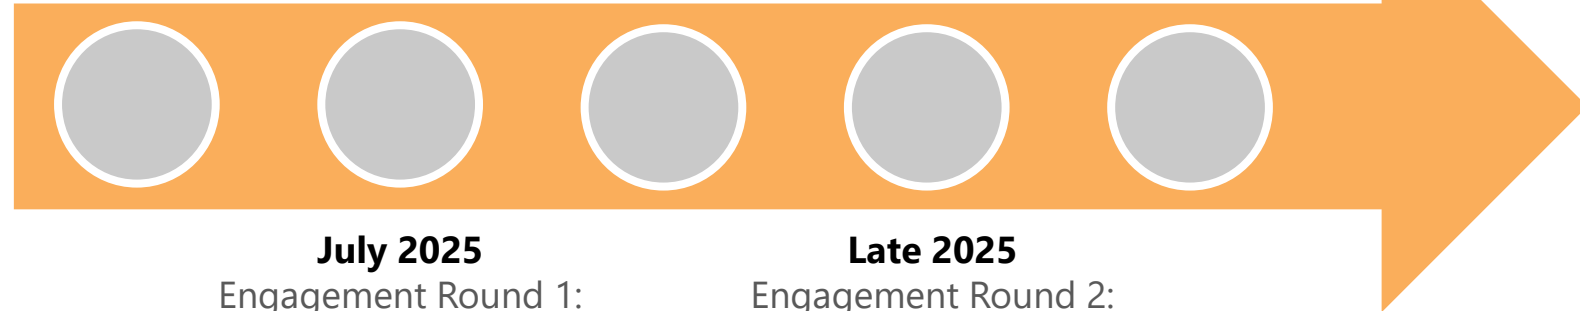 July 2025
Engagement Round 1:
Late 2025
Engagement Round 2: